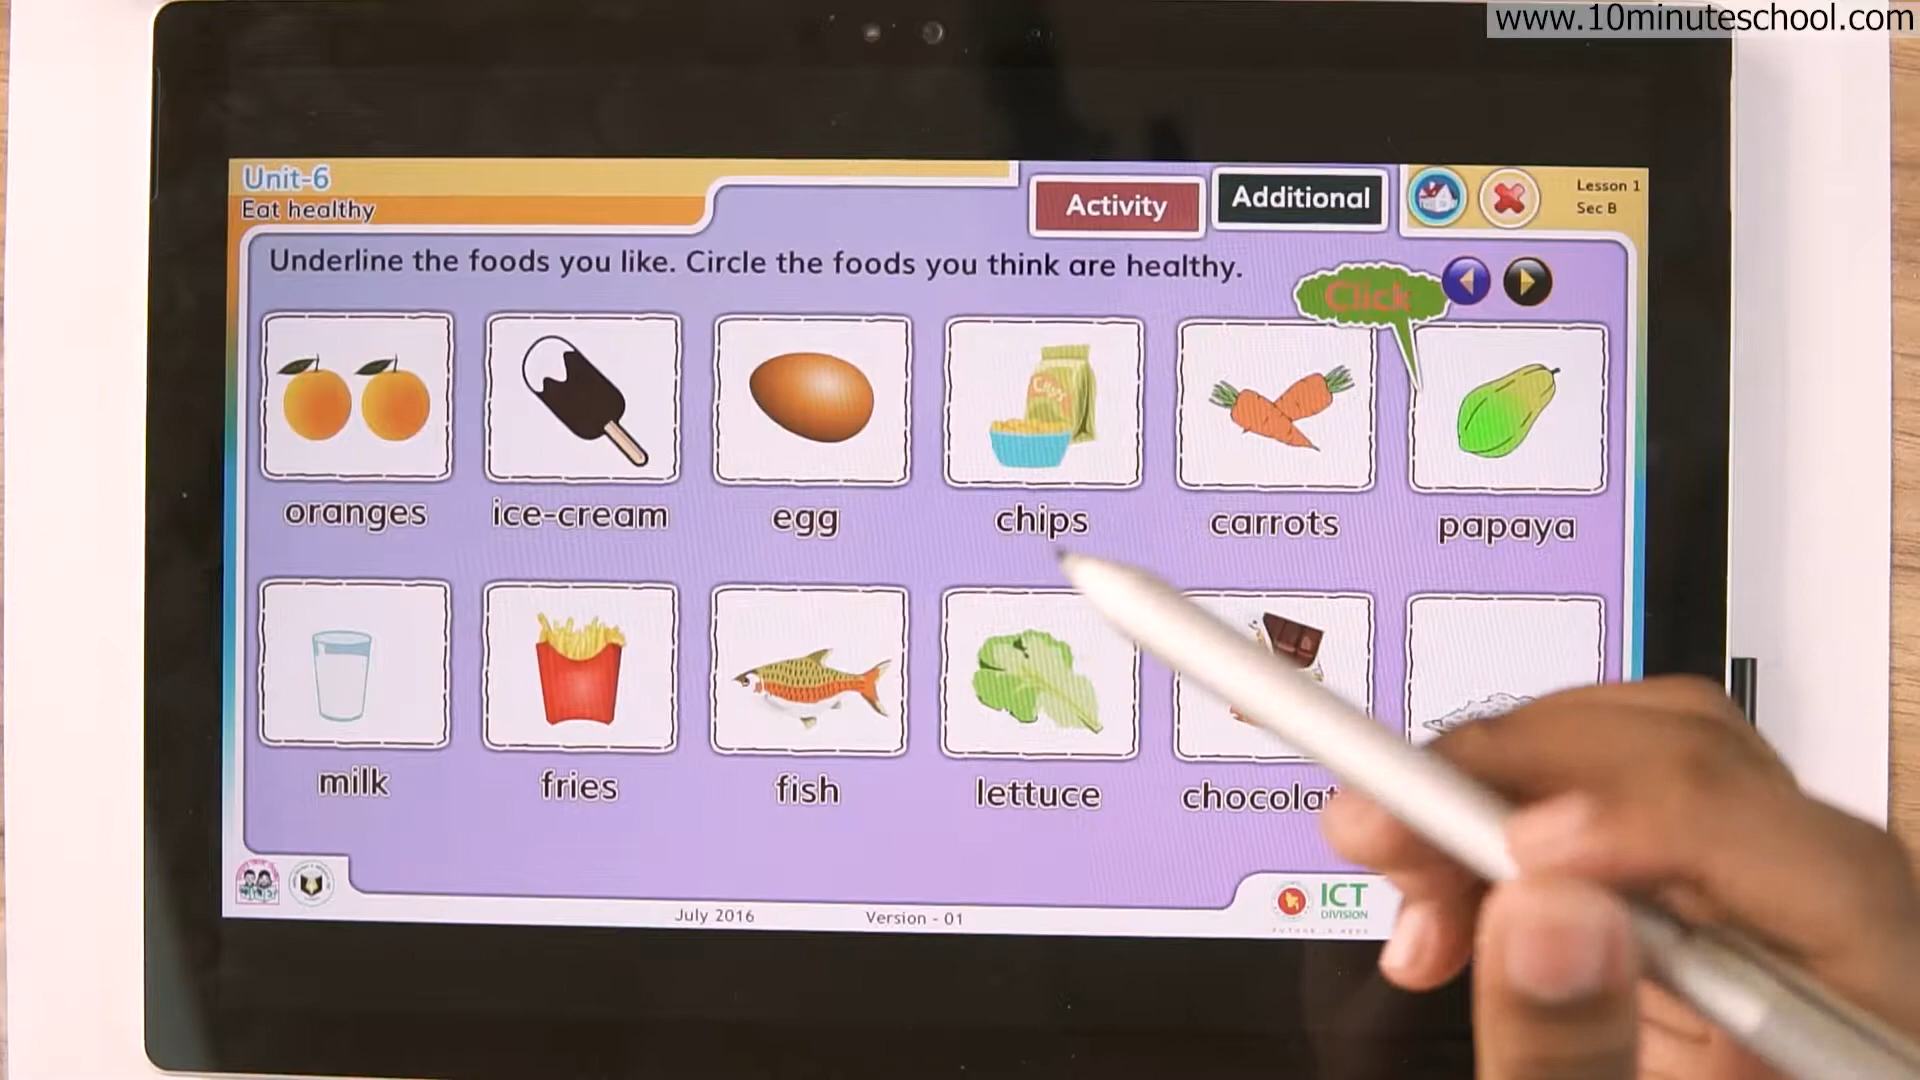 www.10minuteschool.com
Unit-6
Eat healthy
Activity
Additional
Lesson 1
Sec B
Underline the foods you like. Circle the foods you think are healthy.
Click
oranges
ice-cream
egg
chips
carrots
papaya
milk
fries
fish
lettuce
July 2016
Version - 01
ICT
DIVISION